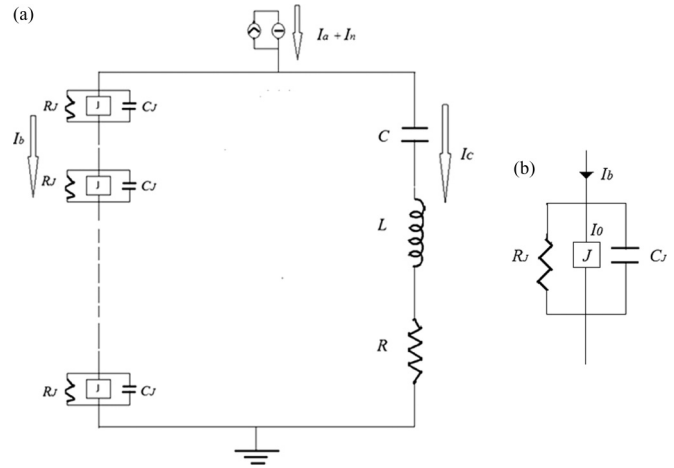 (a)
Ia + In
RJ J CJ
Ib
C
Ic
(b)
RJ J CJ
Ib
L
I0
RJ J CJ
R
RJ J CJ